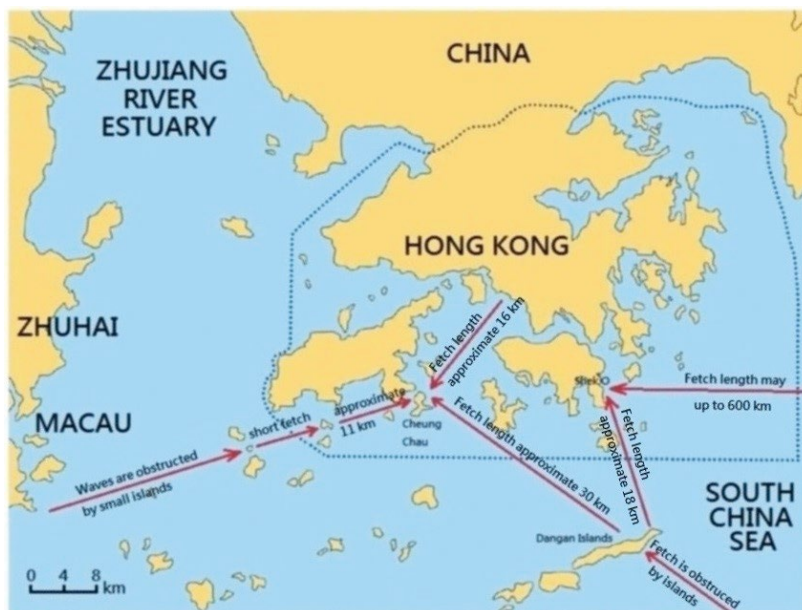 ZHUJIANG
RIVER
ESTUARY
CHINA
HONG KONG
ZHUHAI
MACAU
Fetch length
approximate 16 km
Shek O
Fetch length may
up to 600 km
short fetch
approximate
11 km
Cheung
Chau
Fetch length approximate 30 km
Fetch length
approximate 18 km
Waves are obstructed
by small islands
SOUTH
CHINA
SEA
Dangan Islands
Fetch is obstruced
by islands
0 4 8 km